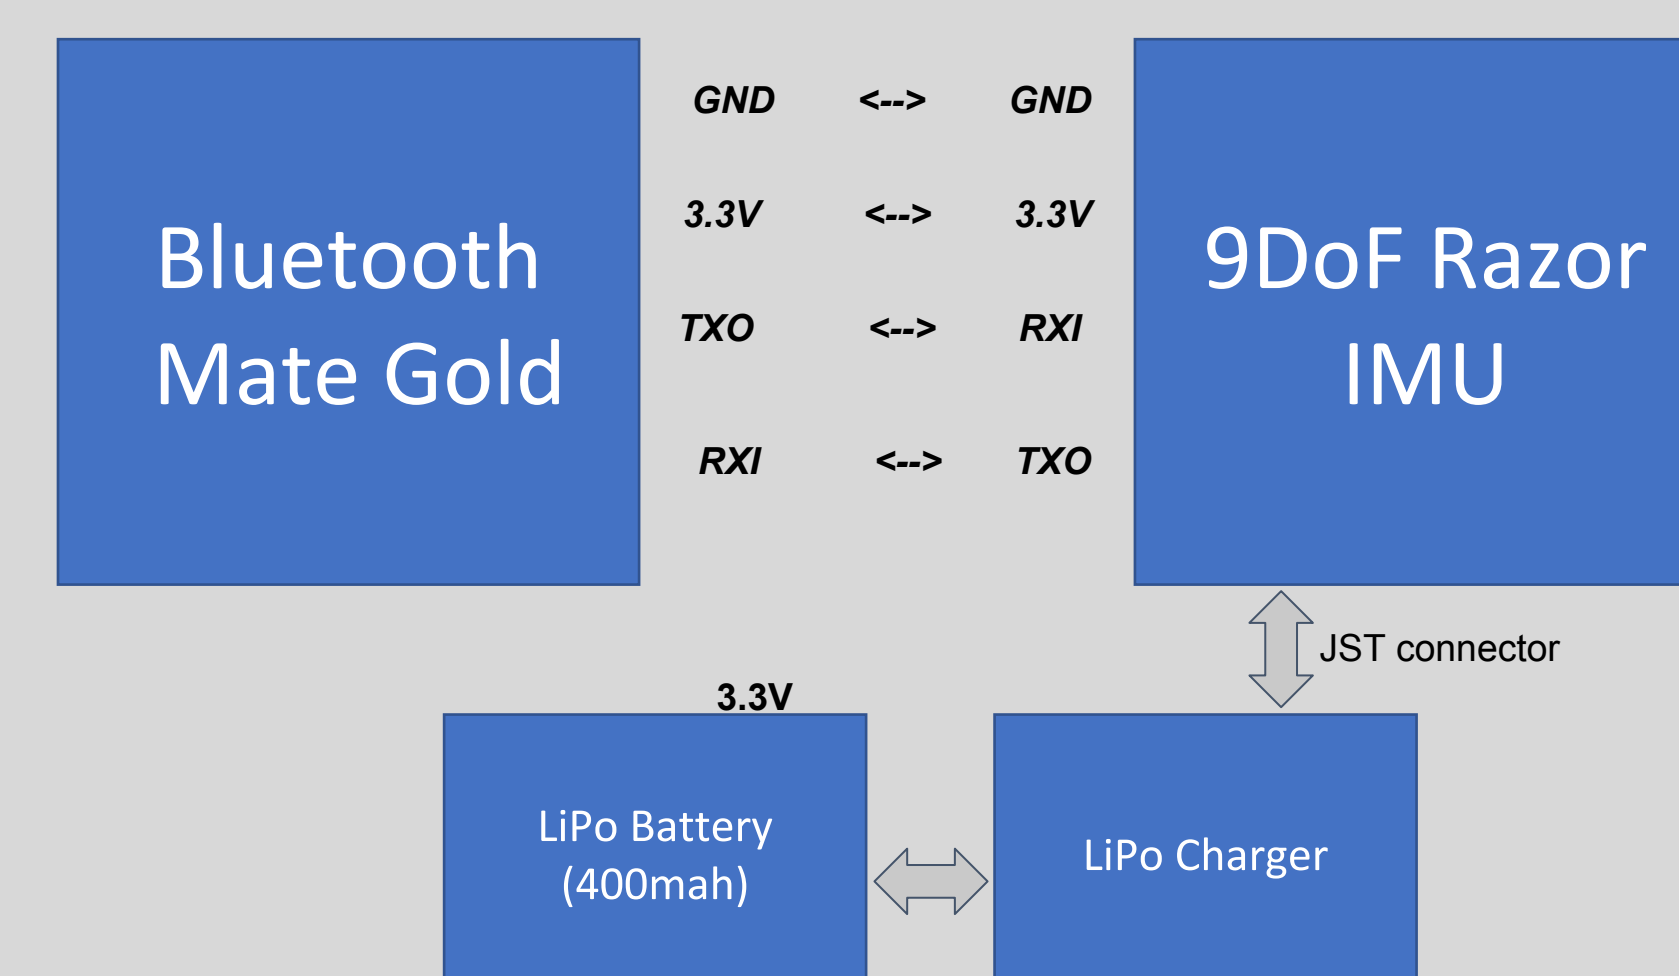 Bluetooth
Mate Gold
GND <--> GND
3.3V <--> 3.3V
TXO <--> RXI
RXI <--> TXO
9DoF Razor
IMU
JST connector
3.3V
LiPo Battery
(400mah)
LiPo Charger